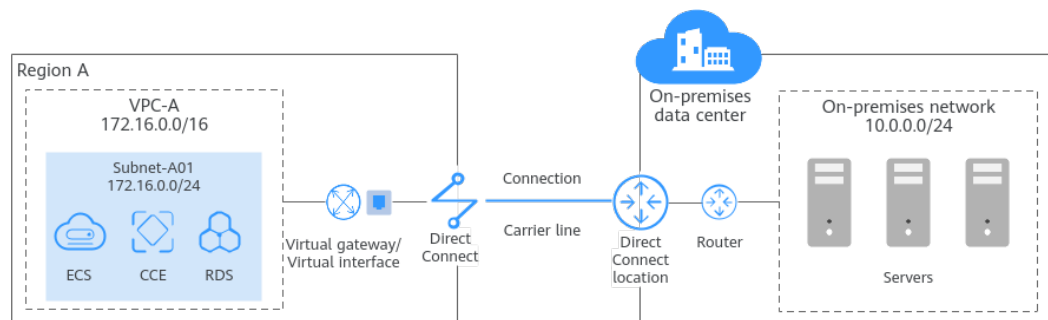 Region A
VPC-A
172.16.0.0/16
Subnet-A01
172.16.0.0/24
ECS
CCE
RDS
Virtual gateway/
Virtual interface
Direct
Connect
Connection
Carrier line
On-premises
data center
Direct
Connect
location
Router
On-premises network
10.0.0.0/24
Servers